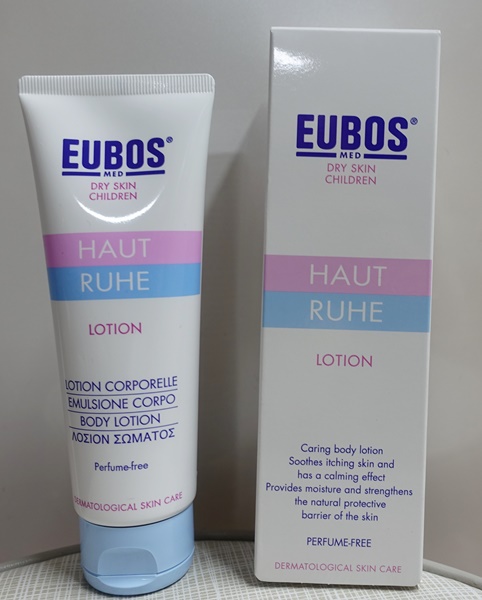 EUBOS®
MED
DRY SKIN
CHILDREN
HAUT
RUHE
LOTION
LOTION CORPORELLE
EMULSIONE CORPO
BODY LOTION
ΛΟΣΙΟΝ ΣΩΜΑΤΟΣ
Perfume-free
DERMATOLOGICAL SKIN CARE
EUBOS®
MED
DRY SKIN
CHILDREN
HAUT
RUHE
LOTION
Caring body lotion
Soothes itching skin and
has a calming effect
Provides moisture and strengthens
the natural protective
barrier of the skin
PERFUME-FREE
DERMATOLOGICAL SKIN CARE